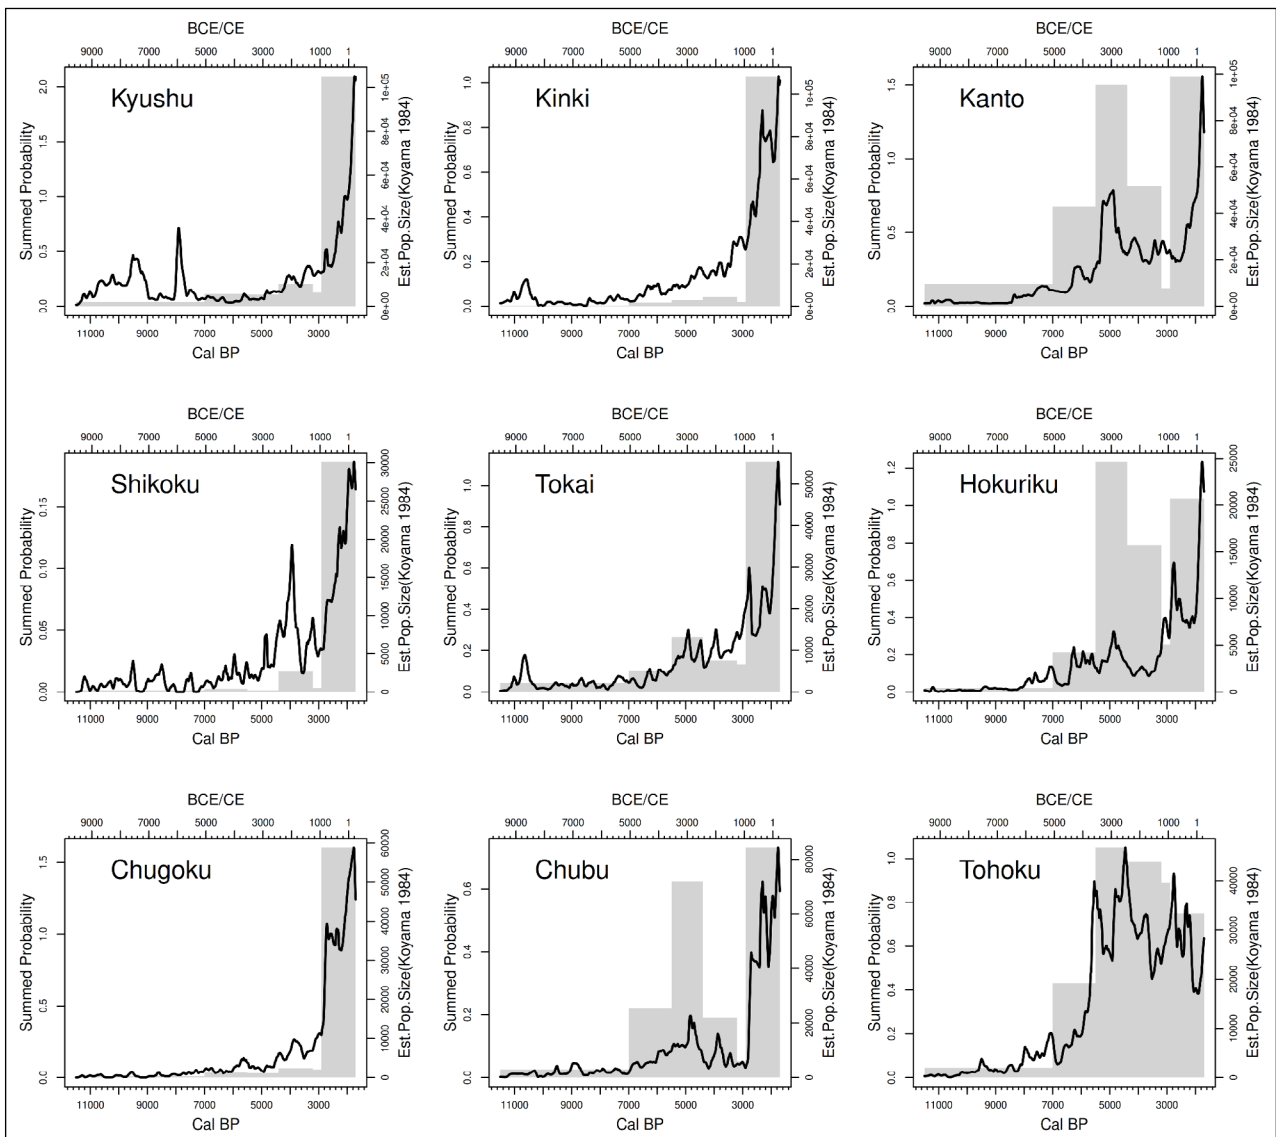 BCE/CE
9000 7000 5000 3000 1000 1
Kyushu
Summed Probability
0.0 0.5 1.0 1.5 2.0
Est.Pop.Size(Koyama 1984)
0e+00 2e+04 4e+04 6e+04 8e+04 1e+05
11000 9000 7000 5000 3000
Cal BP
BCE/CE
9000 7000 5000 3000 1000 1
Kinki
Summed Probability
0.0 0.2 0.4 0.6 0.8 1.0
Est.Pop.Size(Koyama 1984)
0e+00 2e+04 4e+04 6e+04 8e+04 1e+05
11000 9000 7000 5000 3000
Cal BP
BCE/CE
9000 7000 5000 3000 1000 1
Kanto
Summed Probability
0.0 0.5 1.0 1.5
Est.Pop.Size(Koyama 1984)
0e+00 2e+04 4e+04 6e+04 8e+04 1e+05
11000 9000 7000 5000 3000
Cal BP
BCE/CE
9000 7000 5000 3000 1000 1
Shikoku
Summed Probability
0.00 0.05 0.10 0.15
Est.Pop.Size(Koyama 1984)
0 5000 10000 15000 20000 25000 30000
11000 9000 7000 5000 3000
Cal BP
BCE/CE
9000 7000 5000 3000 1000 1
Tokai
Summed Probability
0.0 0.2 0.4 0.6 0.8 1.0
Est.Pop.Size(Koyama 1984)
0 10000 20000 30000 40000 50000
11000 9000 7000 5000 3000
Cal BP
BCE/CE
9000 7000 5000 3000 1000 1
Hokuriku
Summed Probability
0.0 0.2 0.4 0.6 0.8 1.0 1.2
Est.Pop.Size(Koyama 1984)
0 5000 10000 15000 20000 25000
11000 9000 7000 5000 3000
Cal BP
BCE/CE
9000 7000 5000 3000 1000 1
Chugoku
Summed Probability
0.0 0.5 1.0 1.5
Est.Pop.Size(Koyama 1984)
0 10000 20000 30000 40000 50000 60000
11000 9000 7000 5000 3000
Cal BP
BCE/CE
9000 7000 5000 3000 1000 1
Chubu
Summed Probability
0.0 0.2 0.4 0.6
Est.Pop.Size(Koyama 1984)
0 20000 40000 60000 80000
11000 9000 7000 5000 3000
Cal BP
BCE/CE
9000 7000 5000 3000 1000 1
Tohoku
Summed Probability
0.0 0.2 0.4 0.6 0.8 1.0
Est.Pop.Size(Koyama 1984)
0 10000 20000 30000 40000
11000 9000 7000 5000 3000
Cal BP